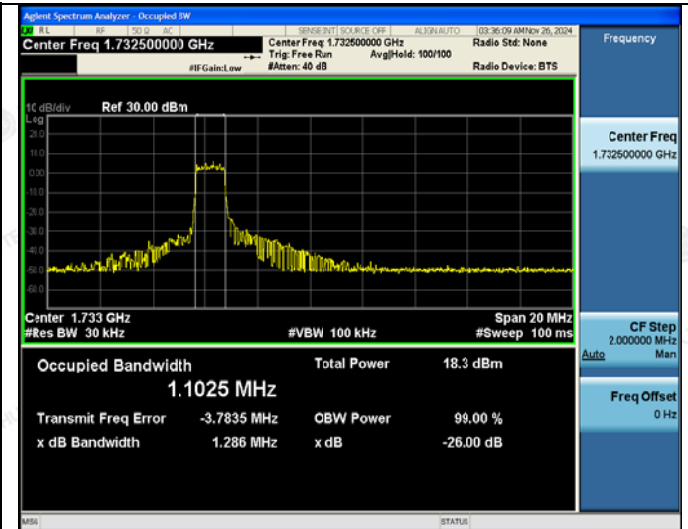 Agilent Spectrum Analyzer - Occupied BW
RL RF 50 Ω AC SENSE:INT SOURCE OFF ALIGN AUTO 03:36:09 AM Nov 26, 2024
Center Freq 1.732500000 GHz
Center Freq: 1.732500000 GHz
Radio Std: None
Trig: Free Run Avg|Hold: 100/100
#IFGain:Low #Atten: 40 dB Radio Device: BTS
Frequency
10 dB/div Ref 30.00 dBm
Log
20.0
10.0
0.00
-10.0
-20.0
-30.0
-40.0
-50.0
-60.0
Center Freq
1.732500000 GHz
Center 1.733 GHz Span 20 MHz
#Res BW 30 kHz #VBW 100 kHz #Sweep 100 ms
CF Step
2.000000 MHz
Auto Man
Occupied Bandwidth Total Power 18.3 dBm
1.1025 MHz
Freq Offset
0 Hz
Transmit Freq Error -3.7835 MHz OBW Power 99.00 %
x dB Bandwidth 1.286 MHz x dB -26.00 dB
MSG STATUS